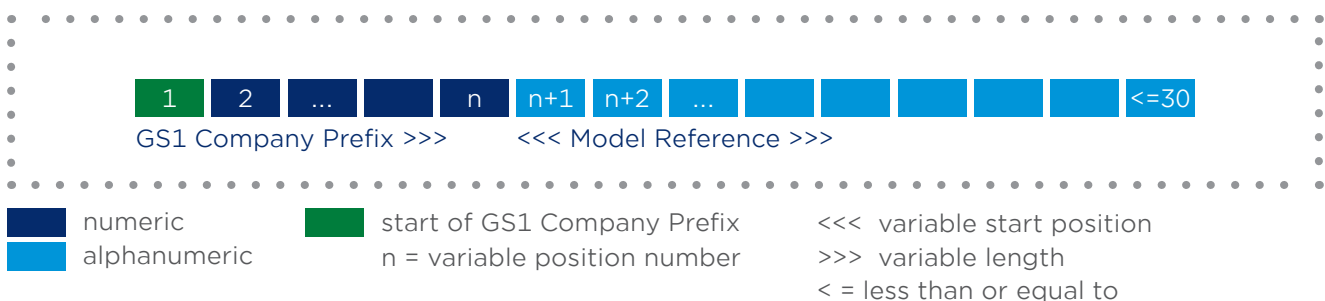 1 2 ... n n+1 n+2 ... <=30
GS1 Company Prefix >>> <<< Model Reference >>>
numeric start of GS1 Company Prefix <<< variable start position
alphanumeric n = variable position number >>> variable length
< = less than or equal to